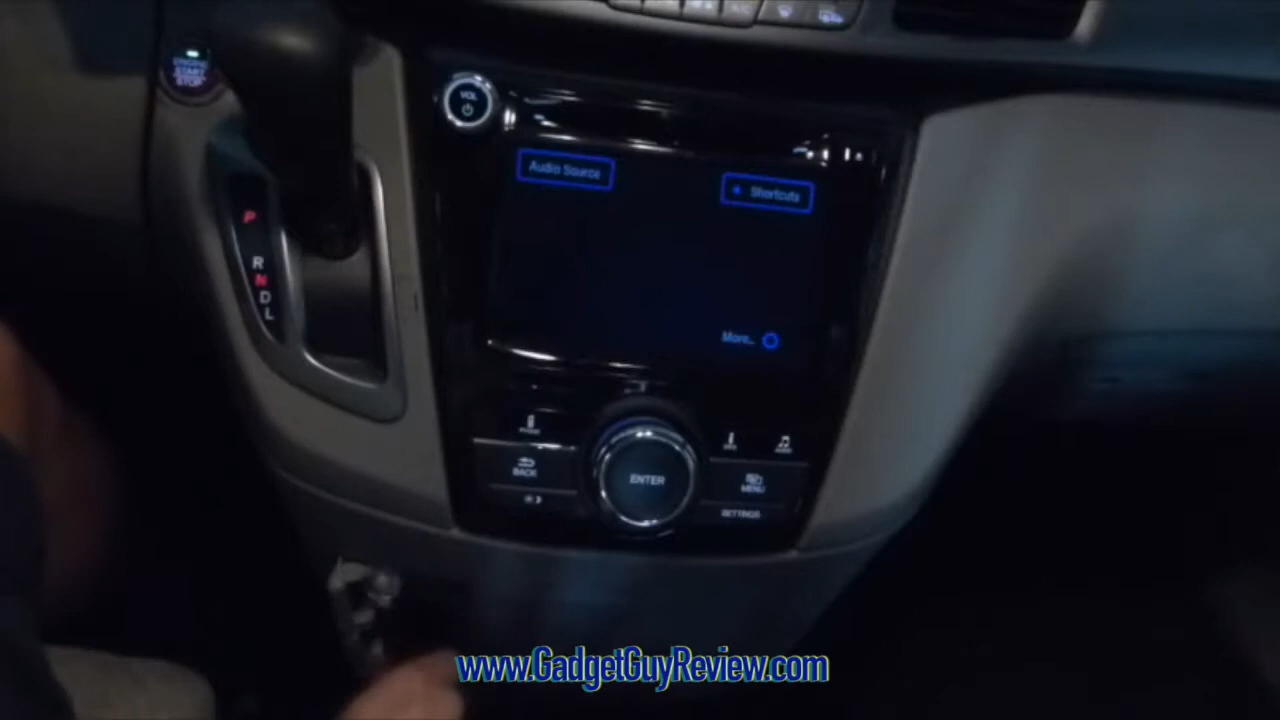 ENGINE
START
STOP
VOL
Audio Source
Shortcuts
P
R
N
D
L
More..
BACK
ENTER
MENU
SETTINGS
www.GadgetGuyReview.com